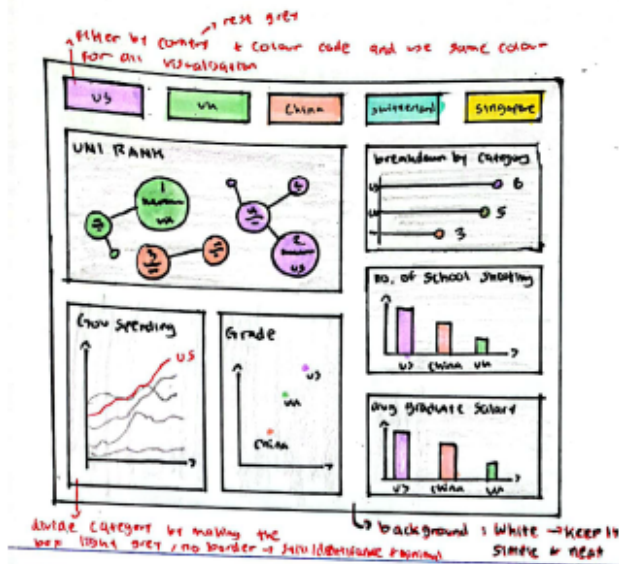 rest grey
filter by country & colour code and use same colour
for all visualisation
US
UK
China
Switzerland
Singapore
UNI RANK
1
UK
3
4
2
US
breakdown by category
US
6
5
3
no. of school shooting
US China UK
Gov Spending
US
Grade
US
UK
China
avg graduate salary
US China UK
divide category by making the
box light grey, no border →
background : white → keep it
simple & neat